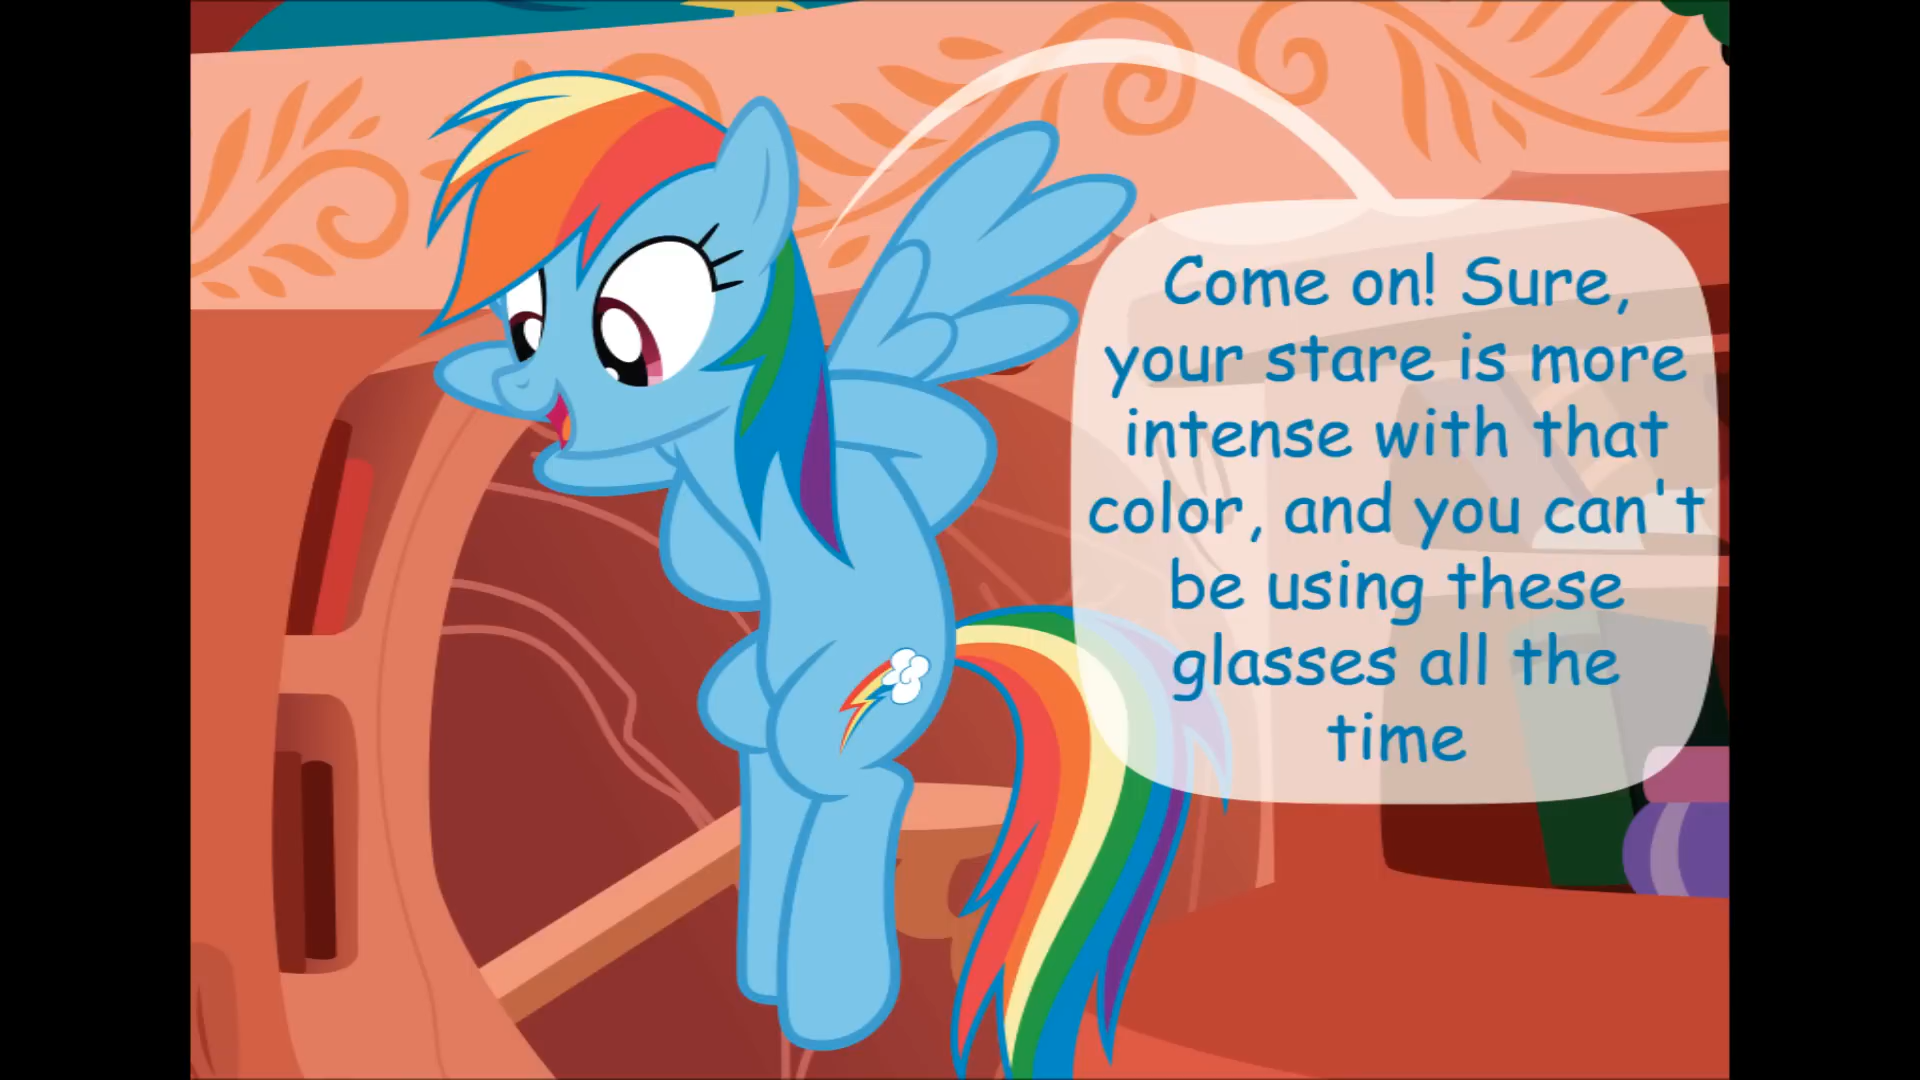 Come on! Sure,
your stare is more
intense with that
color, and you can't
be using these
glasses all the
time